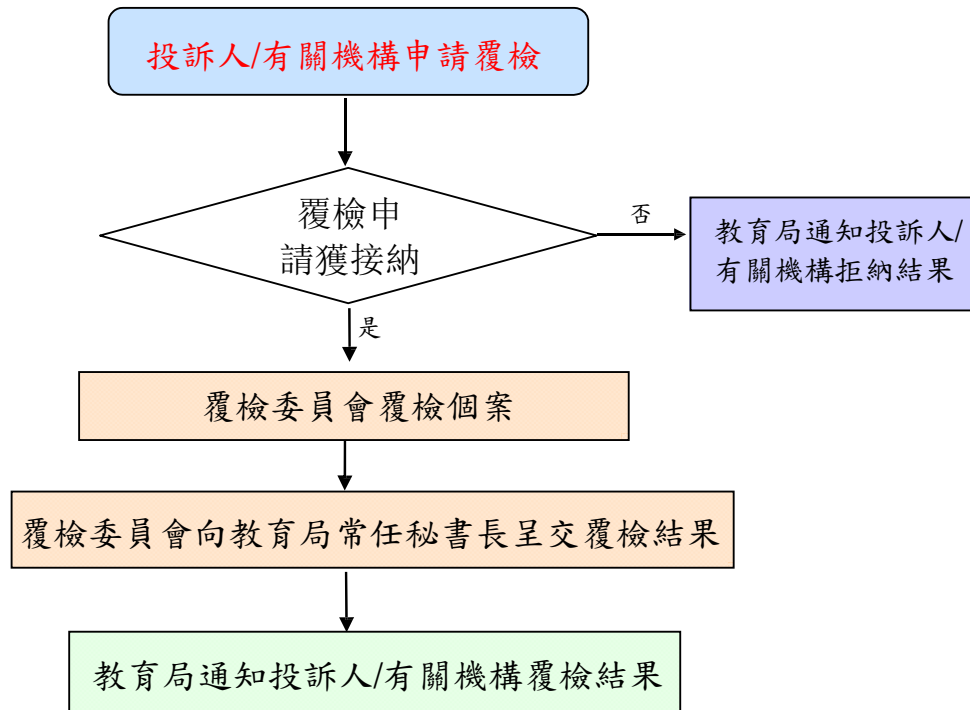 投訴人/有關機構申請覆檢
覆檢申
請獲接納
否
教育局通知投訴人/
有關機構拒納結果
是
覆檢委員會覆檢個案
覆檢委員會向教育局常任秘書長呈交覆檢結果
教育局通知投訴人/有關機構覆檢結果